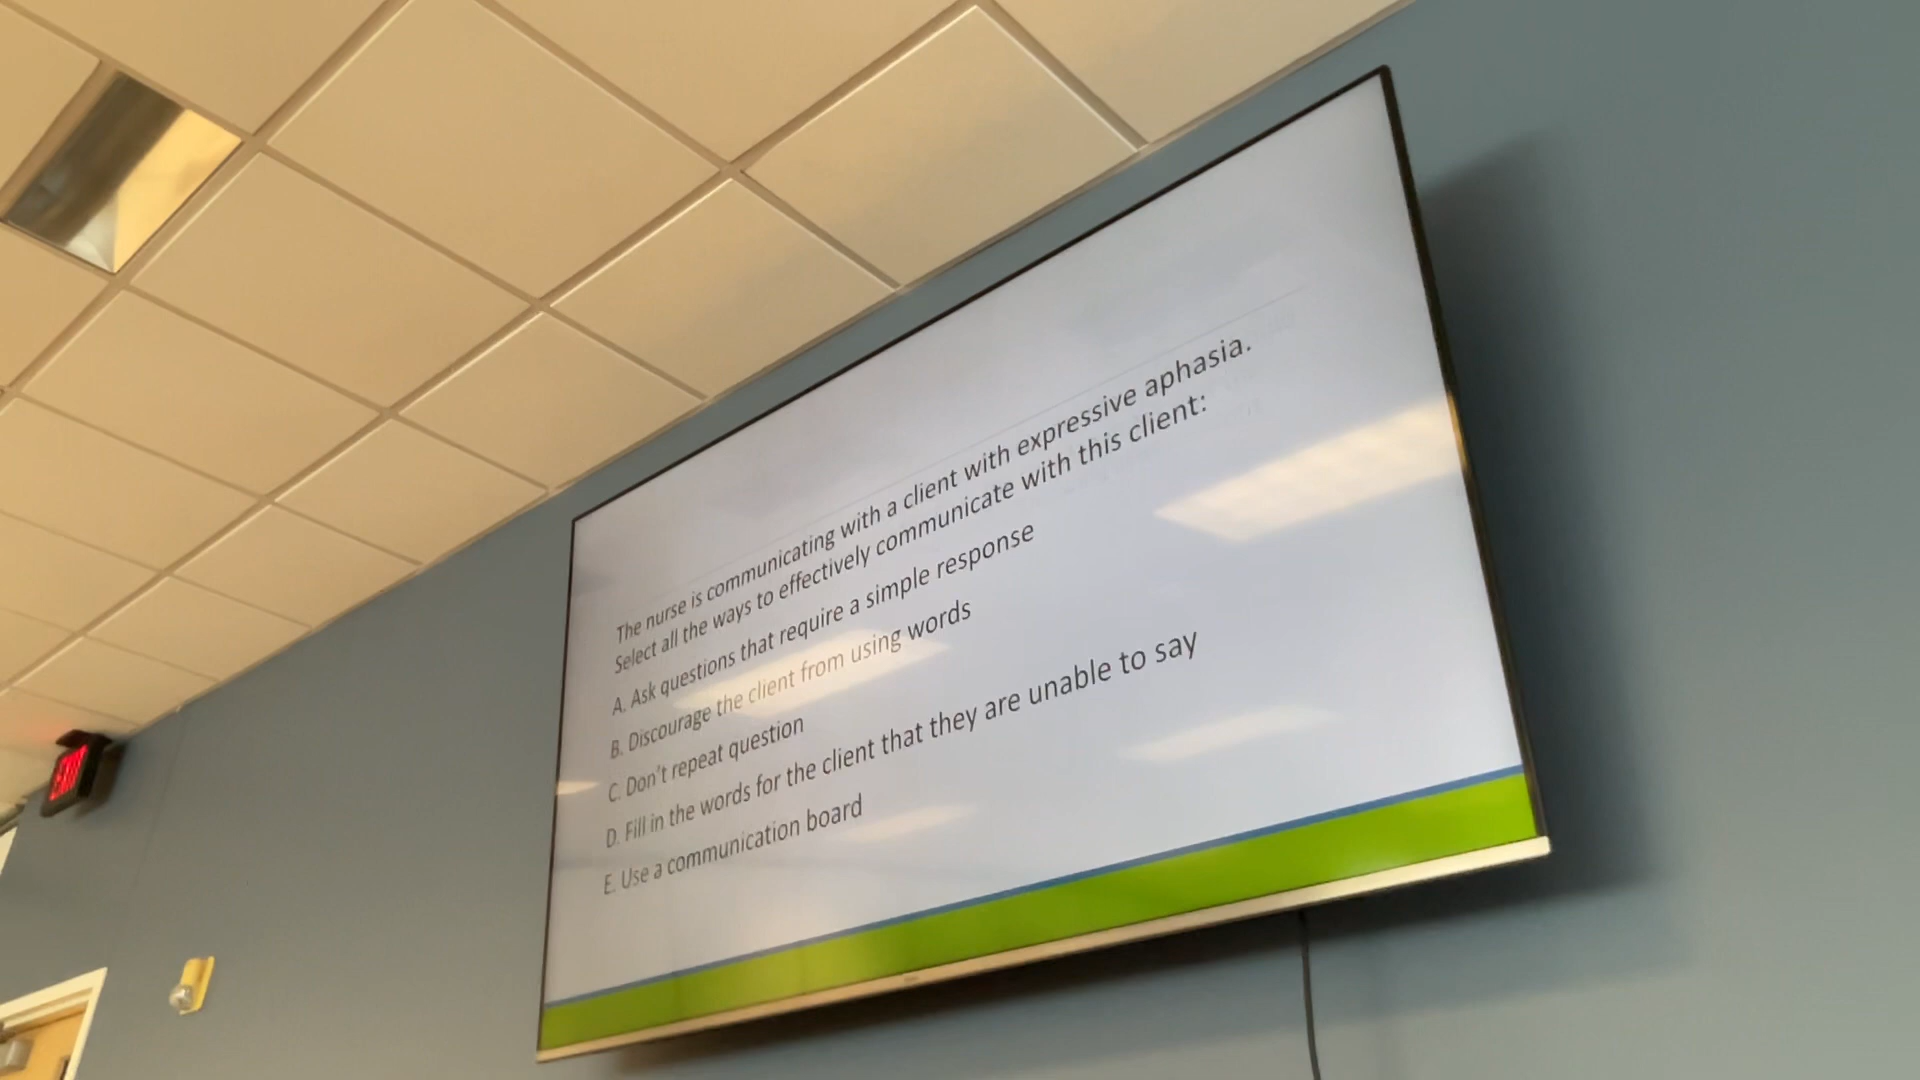 The nurse is communicating with a client with expressive aphasia.
Select all the ways to effectively communicate with this client:
A. Ask questions that require a simple response
B. Discourage the client from using words
C. Don't repeat question
D. Fill in the words for the client that they are unable to say
E. Use a communication board
EXIT